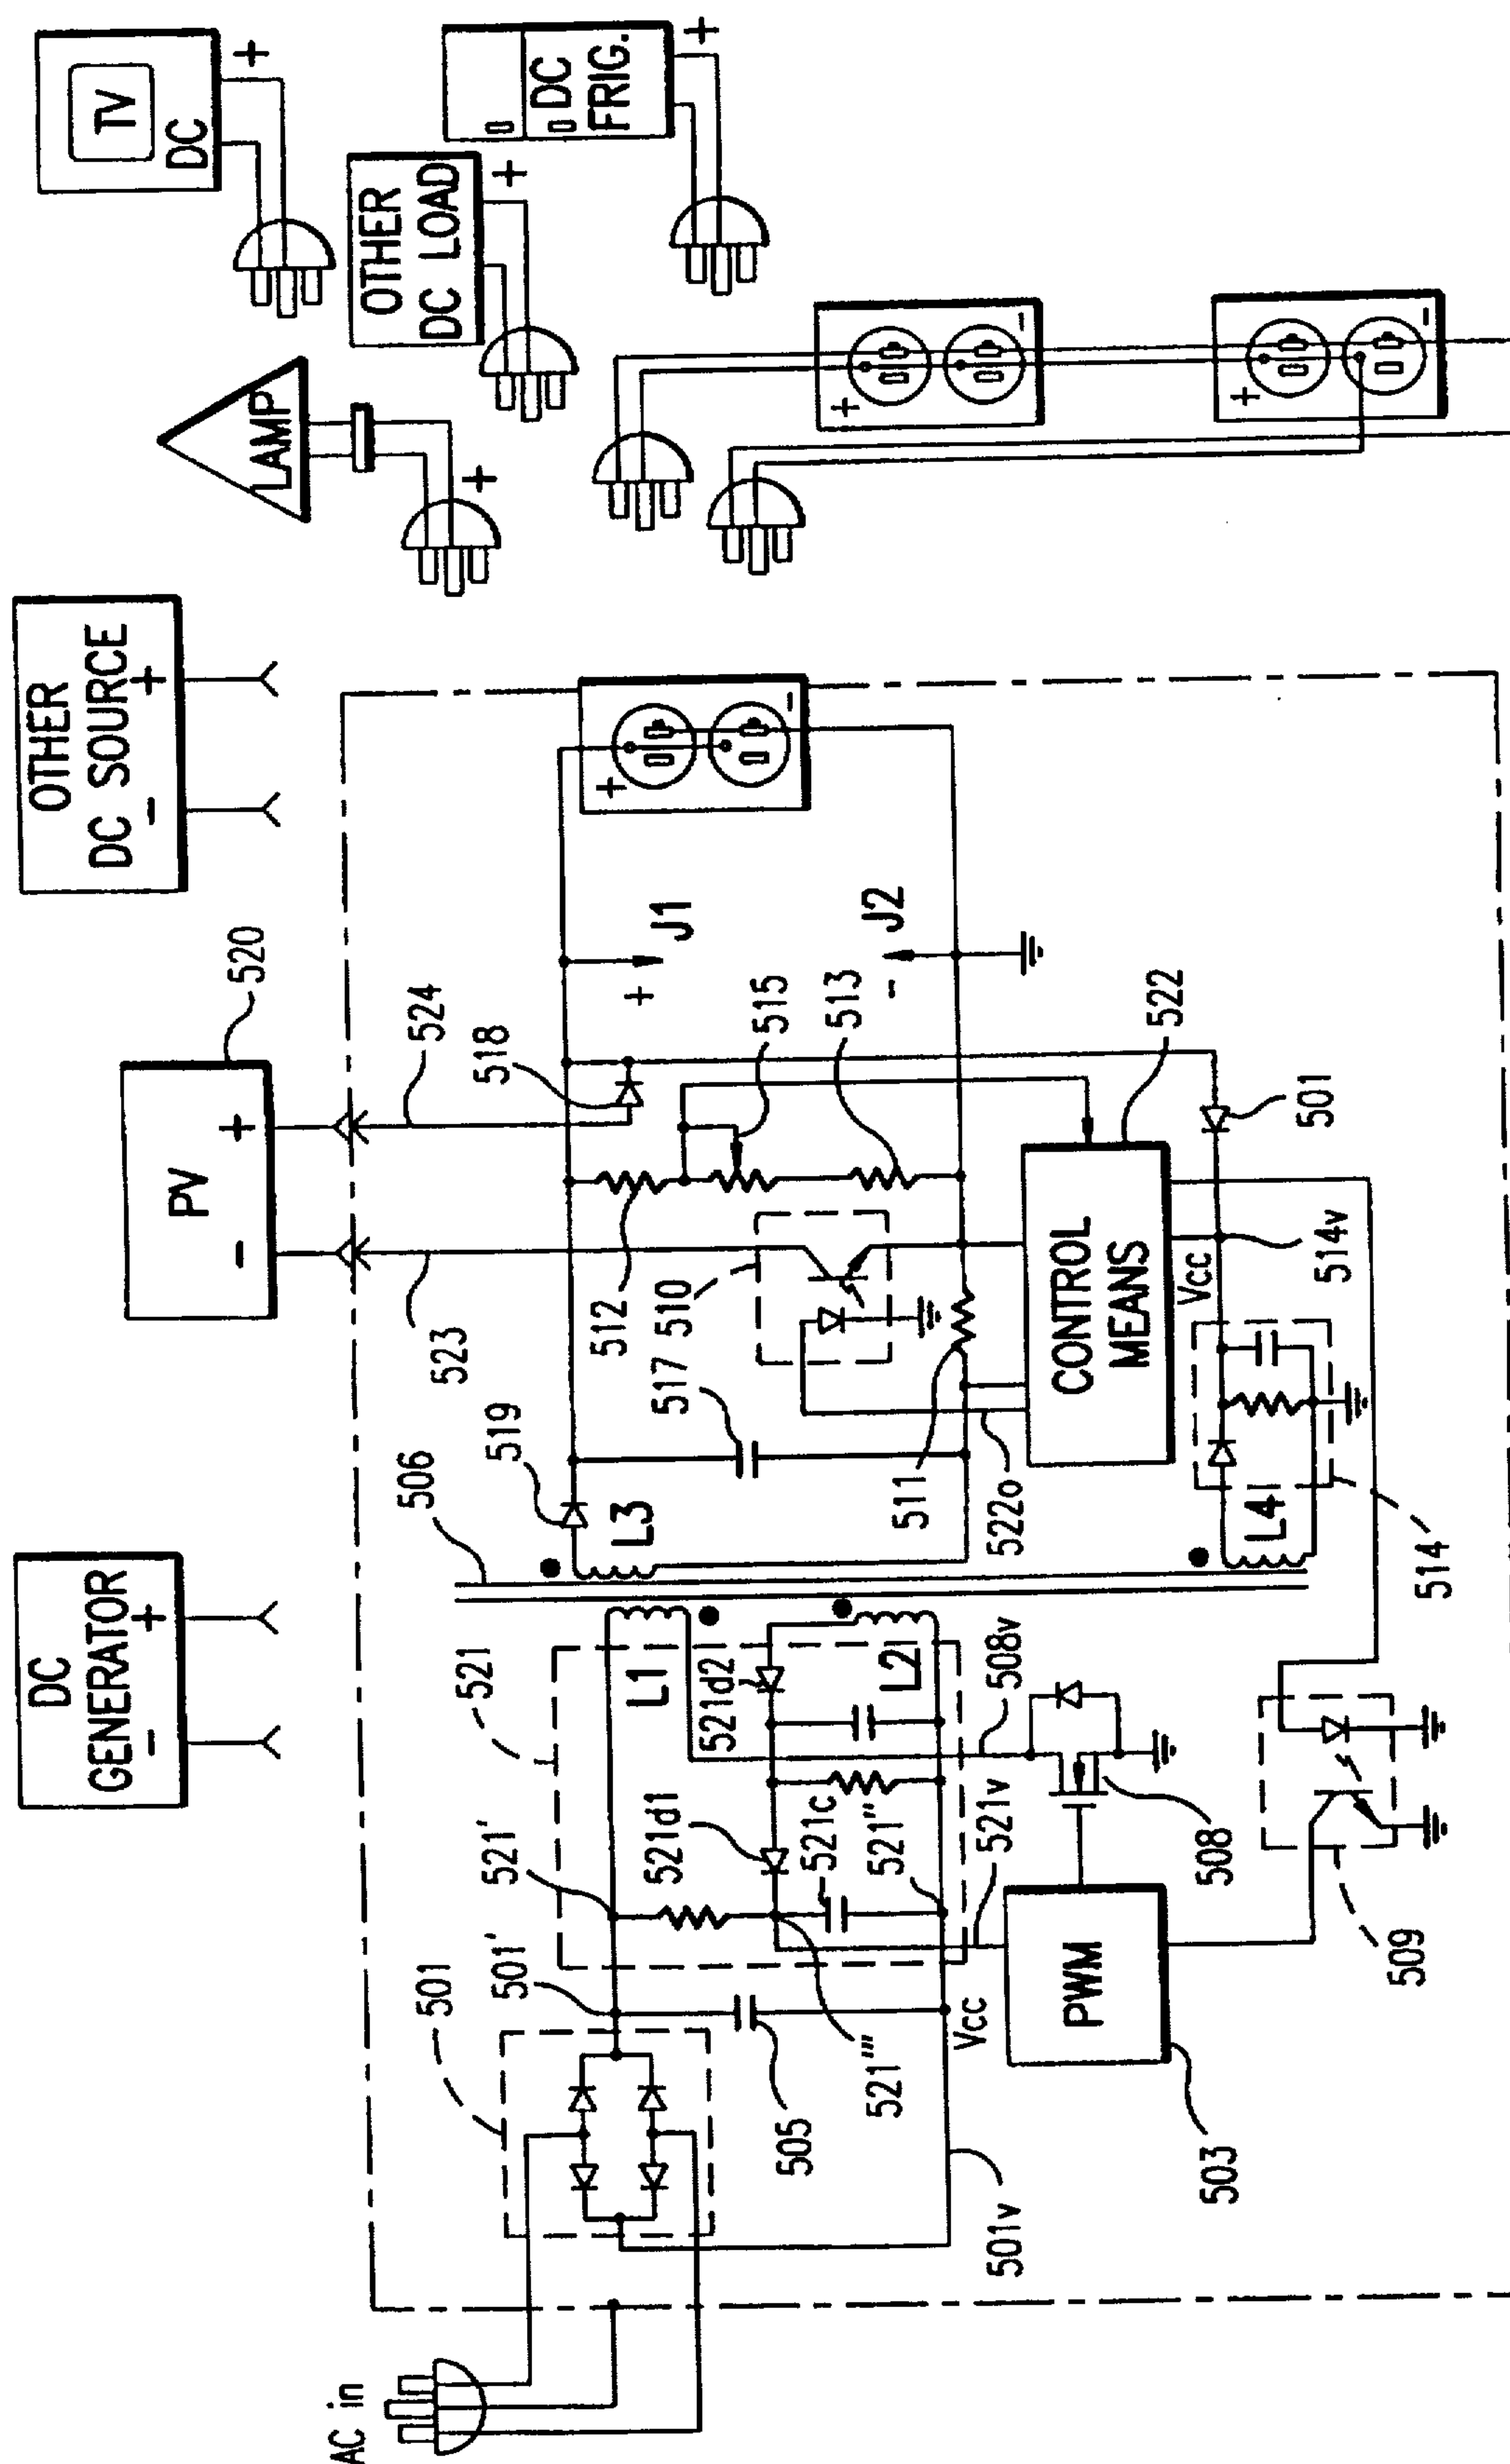 DC
GENERATOR
- +
PV
- +
520
OTHER
DC SOURCE
- +
TV
DC
+
LAMP
+
OTHER
DC LOAD
+
DC
FRIG.
+
AC in
501
501'
521'
521
506
519
523
524
518
512
517
510
515
513
J1
+
J2
-
+
-
+
-
+
-
L1
L2
L3
L4
521d1
521d2
521c
521''
521'''
505
501v
Vcc
521v
508v
508
PWM
503
509
511
522o
CONTROL
MEANS
522
Vcc
514v
501
514